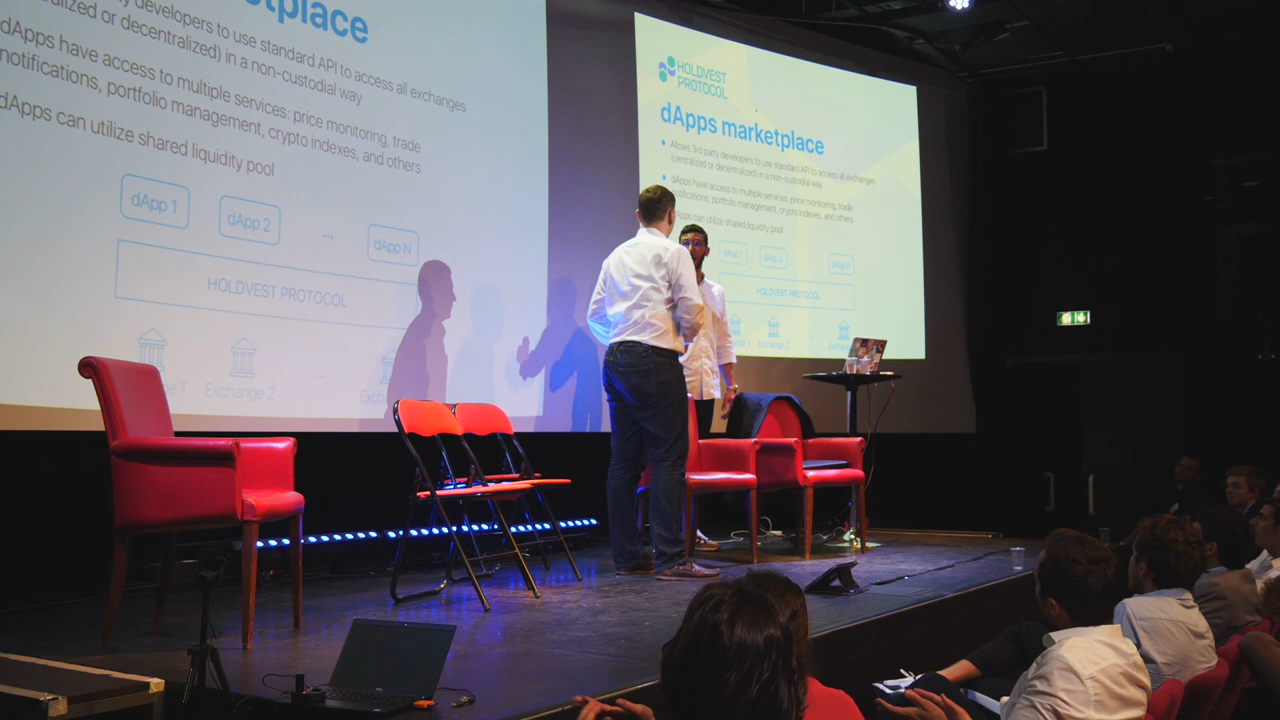 marketplace
party developers to use standard API to access all exchanges
(centralized or decentralized) in a non-custodial way
dApps have access to multiple services: price monitoring, trade
notifications, portfolio management, crypto indexes, and others
dApps can utilize shared liquidity pool
dApp 1
dApp 2
...
dApp N
HOLDVEST PROTOCOL
Exchange 2
...
HOLDVEST
PROTOCOL
dApps marketplace
Allows 3rd party developers to use standard API to access all exchanges
(centralized or decentralized) in a non-custodial way
dApps have access to multiple services: price monitoring, trade
notifications, portfolio management, crypto indexes, and others
dApps can utilize shared liquidity pool
dApp 1
dApp 2
dApp N
HOLDVEST PROTOCOL
Exchange 2